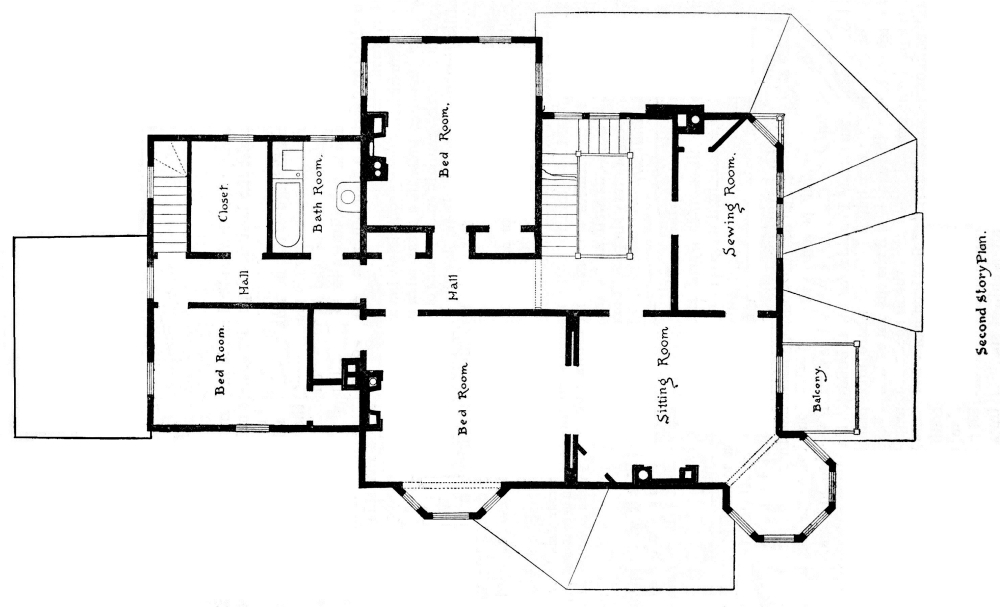 Bed Room.
Closet.
Bath Room.
Sewing Room.
Hall
Hall
Bed Room.
Bed Room
Sitting Room
Balcony.
Second Story Plan.